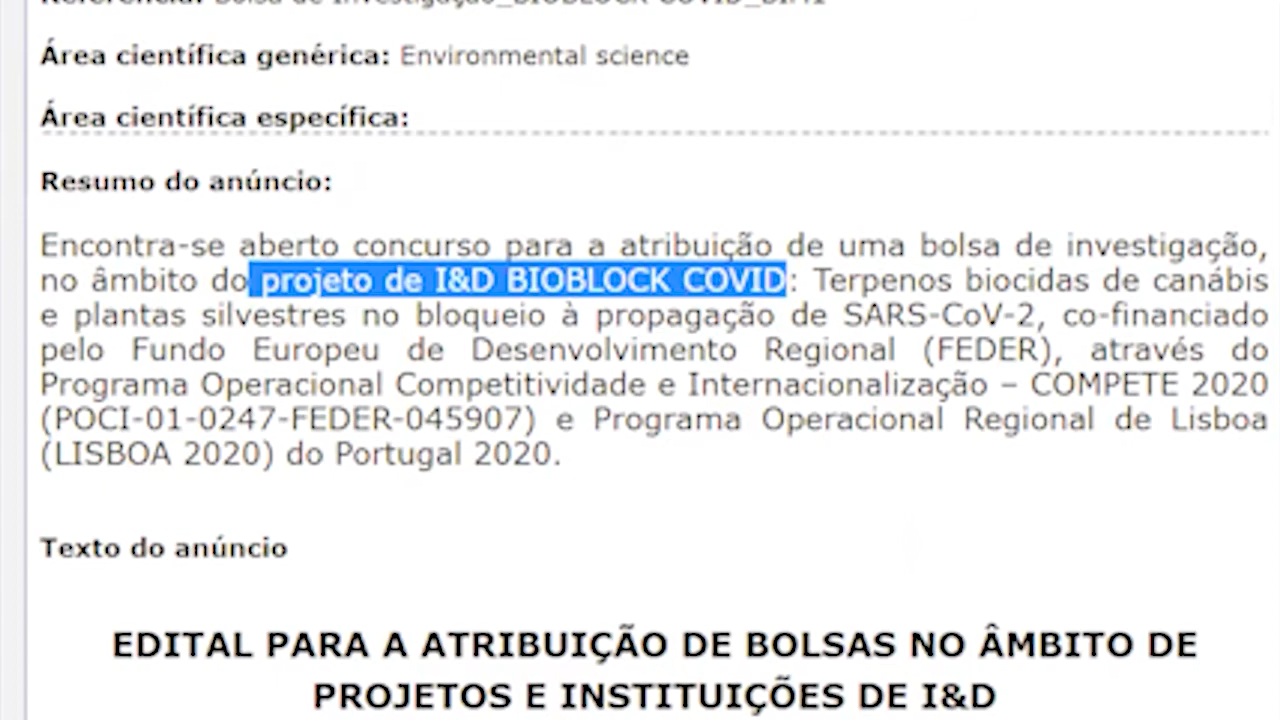 Área científica genérica: Environmental science
Área científica específica:
Resumo do anúncio:
Encontra-se aberto concurso para a atribuição de uma bolsa de investigação,
no âmbito do projeto de I&D BIOBLOCK COVID: Terpenos biocidas de canábis
e plantas silvestres no bloqueio à propagação de SARS-CoV-2, co-financiado
pelo Fundo Europeu de Desenvolvimento Regional (FEDER), através do
Programa Operacional Competitividade e Internacionalização – COMPETE 2020
(POCI-01-0247-FEDER-045907) e Programa Operacional Regional de Lisboa
(LISBOA 2020) do Portugal 2020.
Texto do anúncio
EDITAL PARA A ATRIBUIÇÃO DE BOLSAS NO ÂMBITO DE
PROJETOS E INSTITUIÇÕES DE I&D